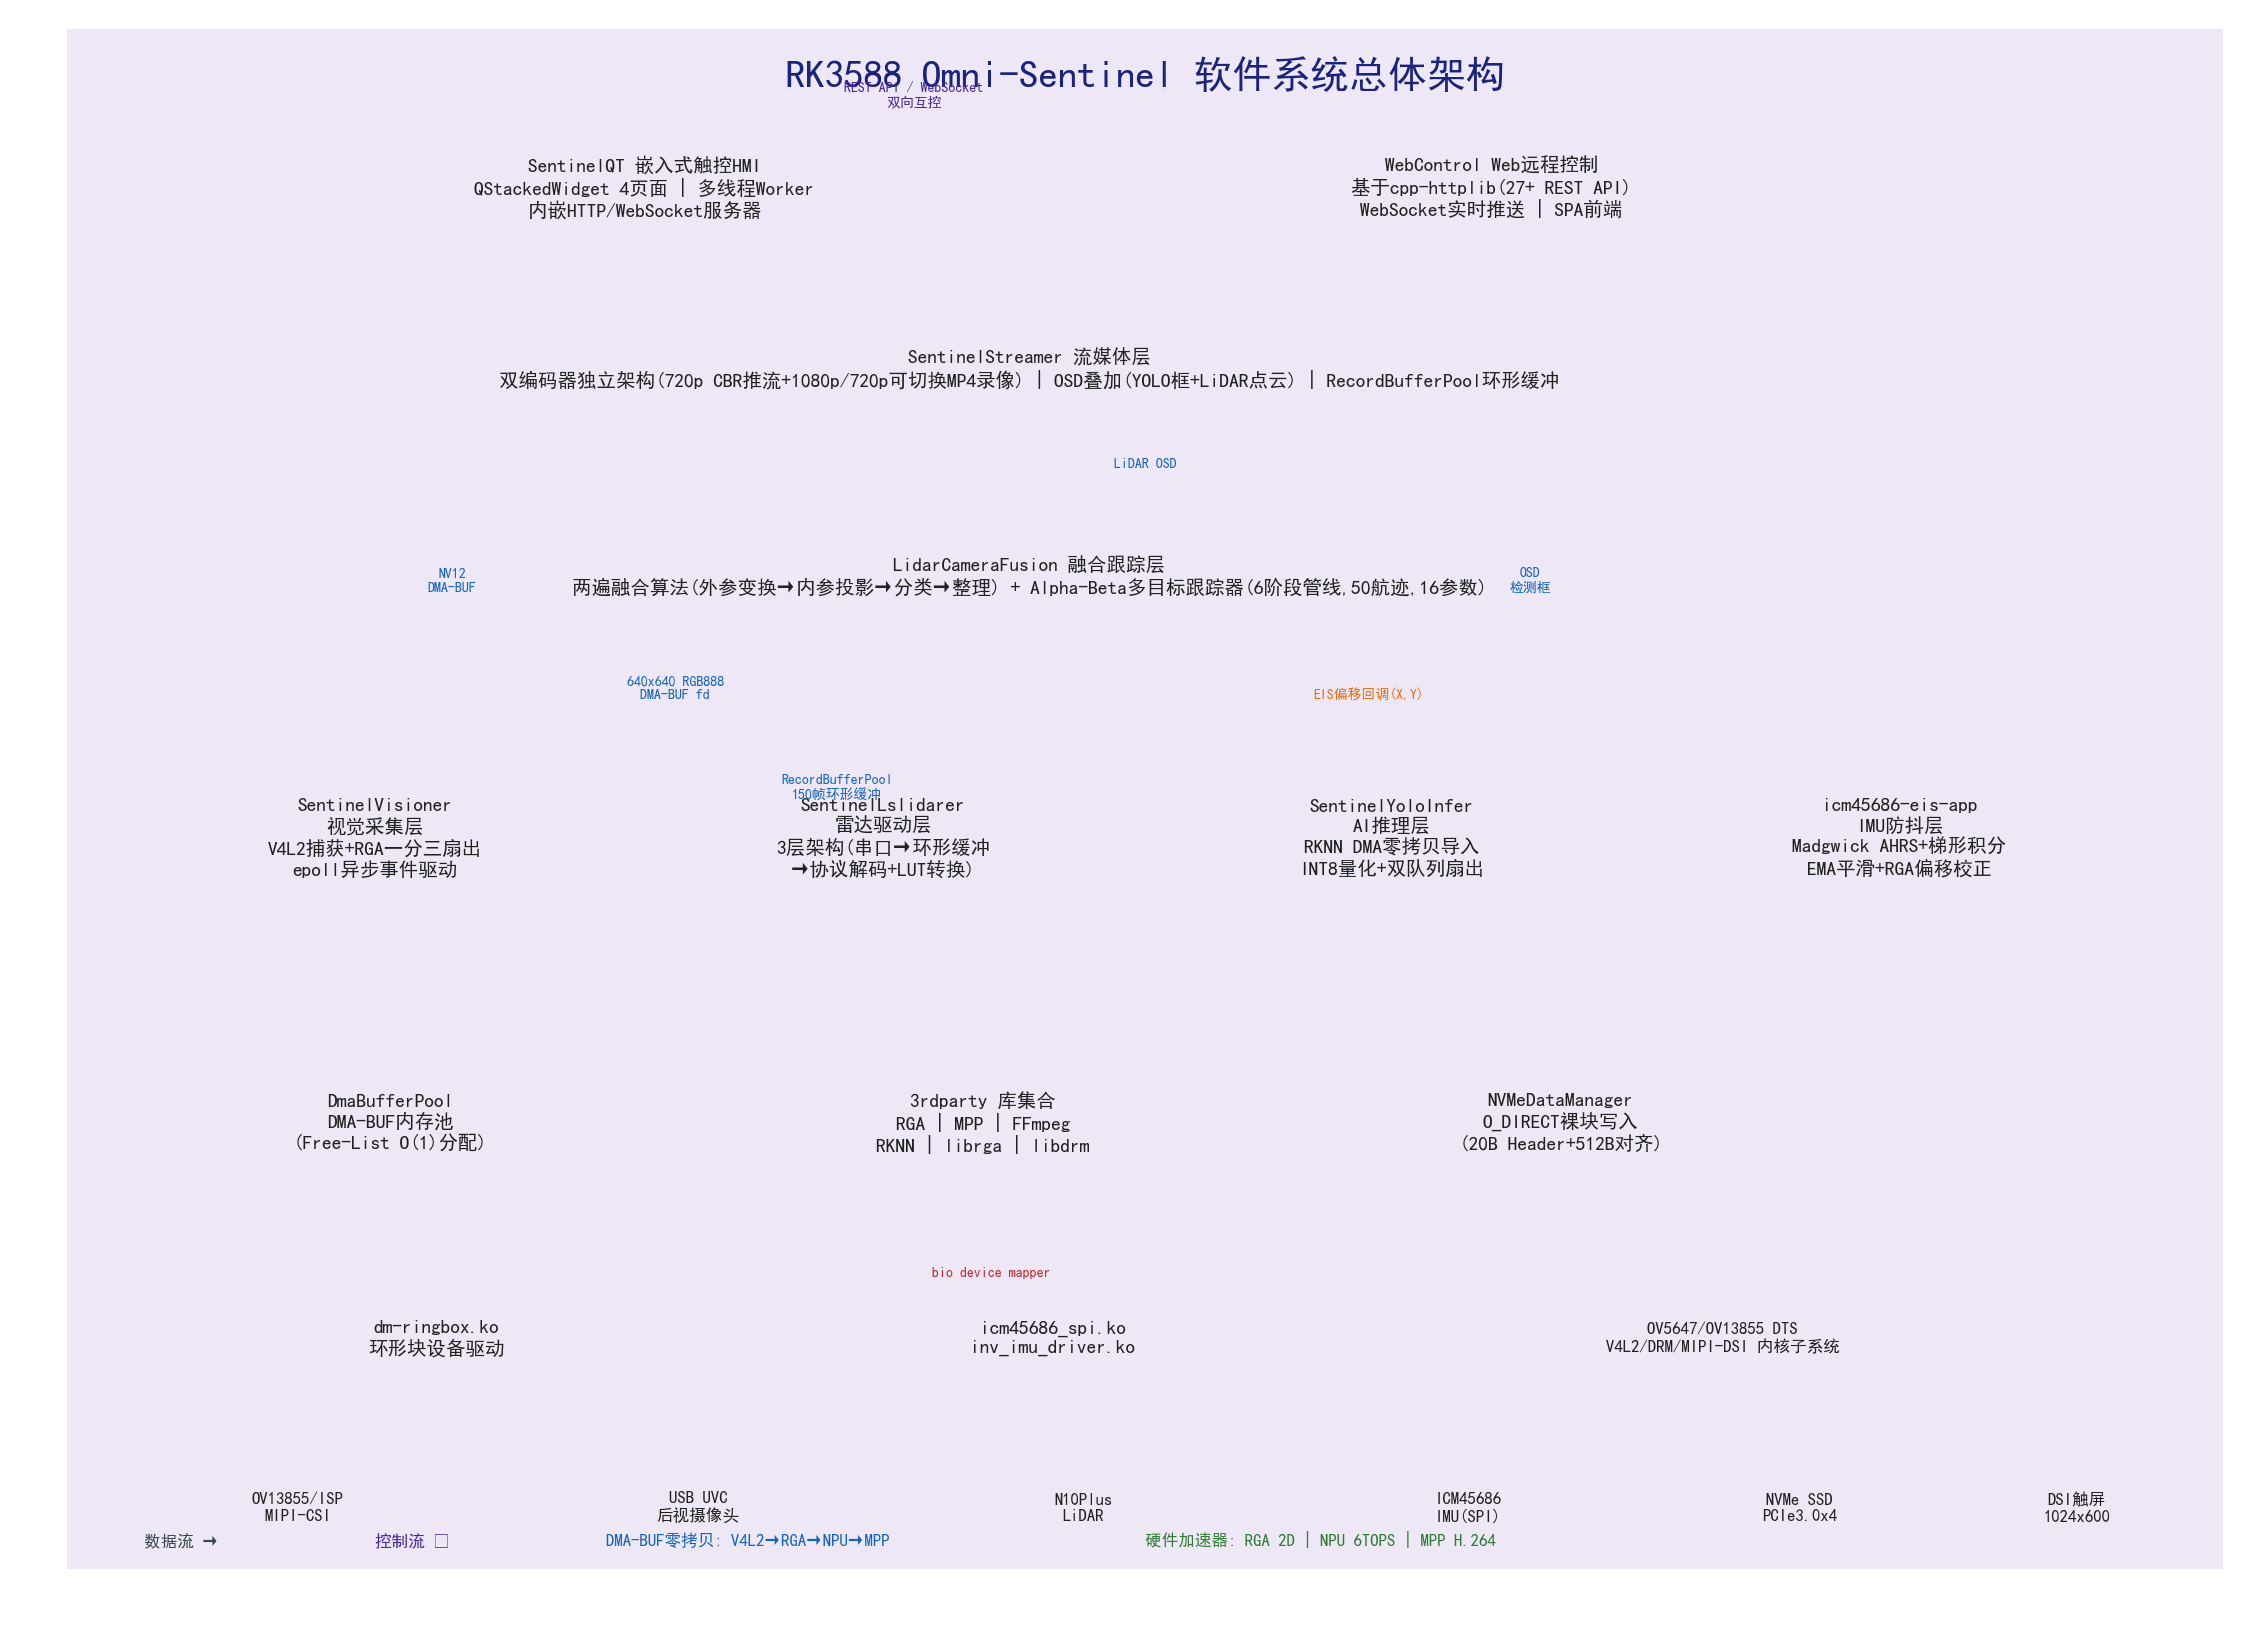 RK3588 Omni-Sentinel 软件系统总体架构
REST API / WebSocket
双向互控
SentinelQT 嵌入式触控HMI
QStackedWidget 4页面 | 多线程Worker
内嵌HTTP/WebSocket服务器
WebControl Web远程控制
基于cpp-httplib(27+ REST API)
WebSocket实时推送 | SPA前端
SentinelStreamer 流媒体层
双编码器独立架构(720p CBR推流+1080p/720p可切换MP4录像) | OSD叠加(YOLO框+LiDAR点云) | RecordBufferPool环形缓冲
LiDAR OSD
NV12
DMA-BUF
LidarCameraFusion 融合跟踪层
两遍融合算法(外参变换→内参投影→分类→整理) + Alpha-Beta多目标跟踪器(6阶段管线,50航迹,16参数)
OSD
检测框
640x640 RGB888
DMA-BUF fd
EIS偏移回调(X,Y)
RecordBufferPool
150帧环形缓冲
SentinelVisioner
视觉采集层
V4L2捕获+RGA一分三扇出
epoll异步事件驱动
SentinelLslidarer
雷达驱动层
3层架构(串口→环形缓冲
→协议解码+LUT转换)
SentinelYoloInfer
AI推理层
RKNN DMA零拷贝导入
INT8量化+双队列扇出
icm45686-eis-app
IMU防抖层
Madgwick AHRS+梯形积分
EMA平滑+RGA偏移校正
DmaBufferPool
DMA-BUF内存池
(Free-List O(1)分配)
3rdparty 库集合
RGA | MPP | FFmpeg
RKNN | librga | libdrm
NVMeDataManager
O_DIRECT裸块写入
(20B Header+512B对齐)
bio device mapper
dm-ringbox.ko
环形块设备驱动
icm45686_spi.ko
inv_imu_driver.ko
OV5647/OV13855 DTS
V4L2/DRM/MIPI-DSI 内核子系统
OV13855/ISP
MIPI-CSI
USB UVC
后视摄像头
N10Plus
LiDAR
ICM45686
IMU(SPI)
NVMe SSD
PCIe3.0x4
DSI触屏
1024x600
数据流 →
控制流 □
DMA-BUF零拷贝: V4L2→RGA→NPU→MPP
硬件加速器: RGA 2D | NPU 6TOPS | MPP H.264